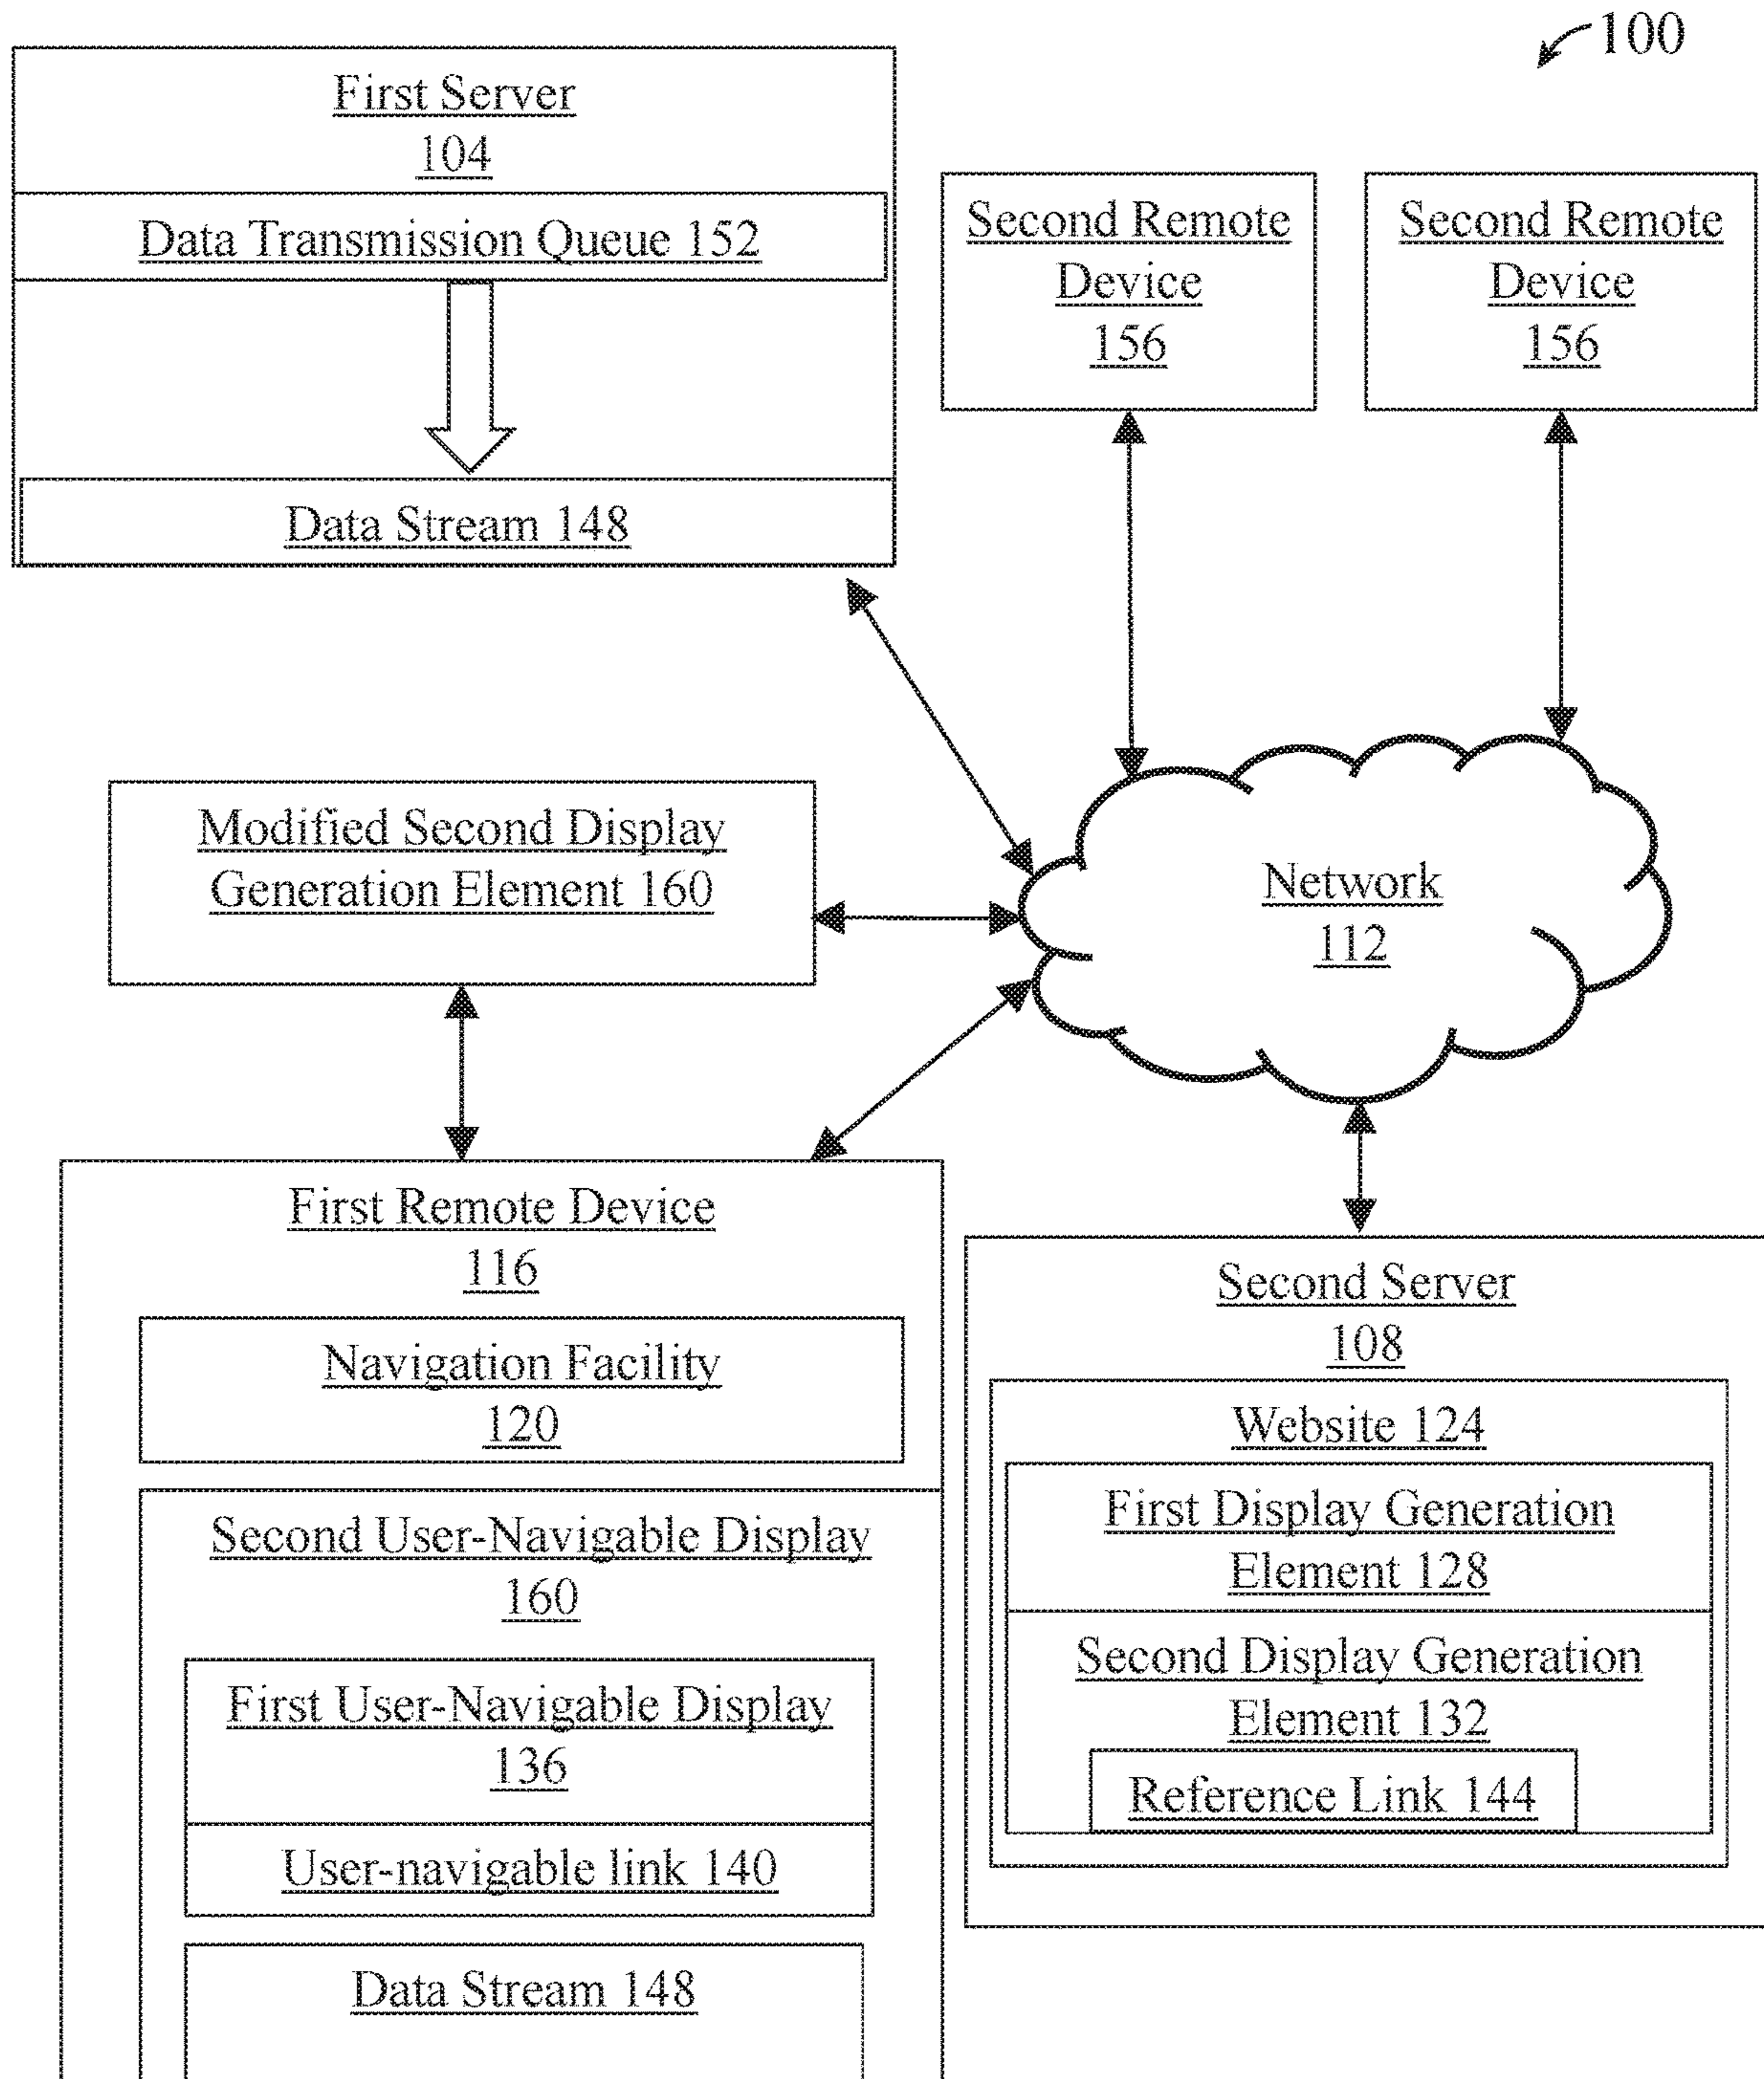 100
First Server
104
Data Transmission Queue 152
Data Stream 148
Second Remote
Device
156
Second Remote
Device
156
Modified Second Display
Generation Element 160
Network
112
First Remote Device
116
Navigation Facility
120
Second User-Navigable Display
160
First User-Navigable Display
136
User-navigable link 140
Data Stream 148
Second Server
108
Website 124
First Display Generation
Element 128
Second Display Generation
Element 132
Reference Link 144